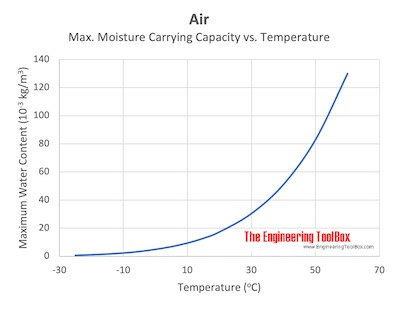 Air
Max. Moisture Carrying Capacity vs. Temperature
Maximum Water Content (10-3 kg/m3)
140
120
100
80
60
40
20
0
-30
-10
10
30
50
70
Temperature (oC)
The Engineering ToolBox
www.EngineeringToolBox.com